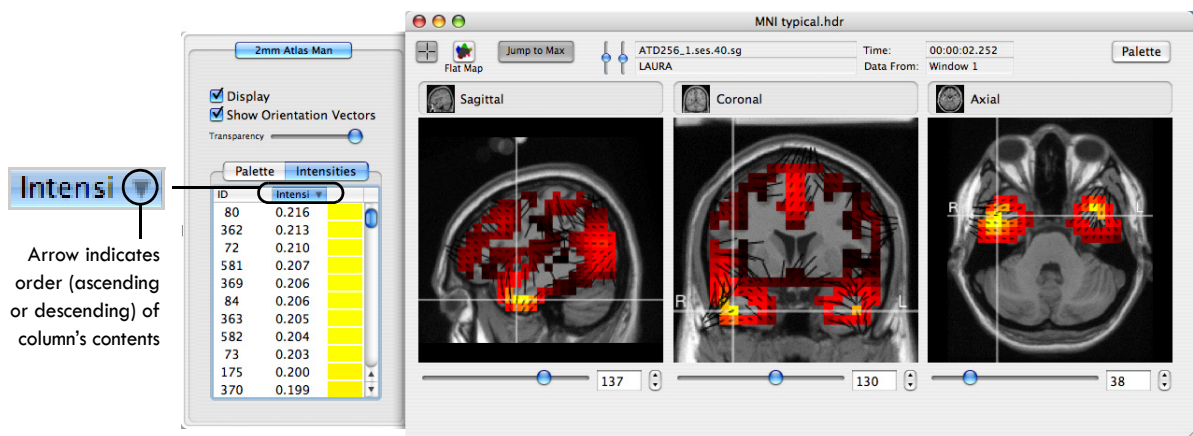 MNI typical.hdr
2mm Atlas Man
Display
Show Orientation Vectors
Transparency
Palette Intensities
ID Intensi
80 0.216
362 0.213
72 0.210
581 0.207
369 0.206
84 0.206
363 0.205
582 0.204
73 0.203
175 0.200
370 0.199
Intensi
Arrow indicates
order (ascending
or descending) of
column’s contents
Flat Map
Jump to Max
ATD256_1.ses.40.sg
LAURA
Time: 00:00:02.252
Data From: Window 1
Palette
Sagittal
Coronal
Axial
R L
R L
137
130
38